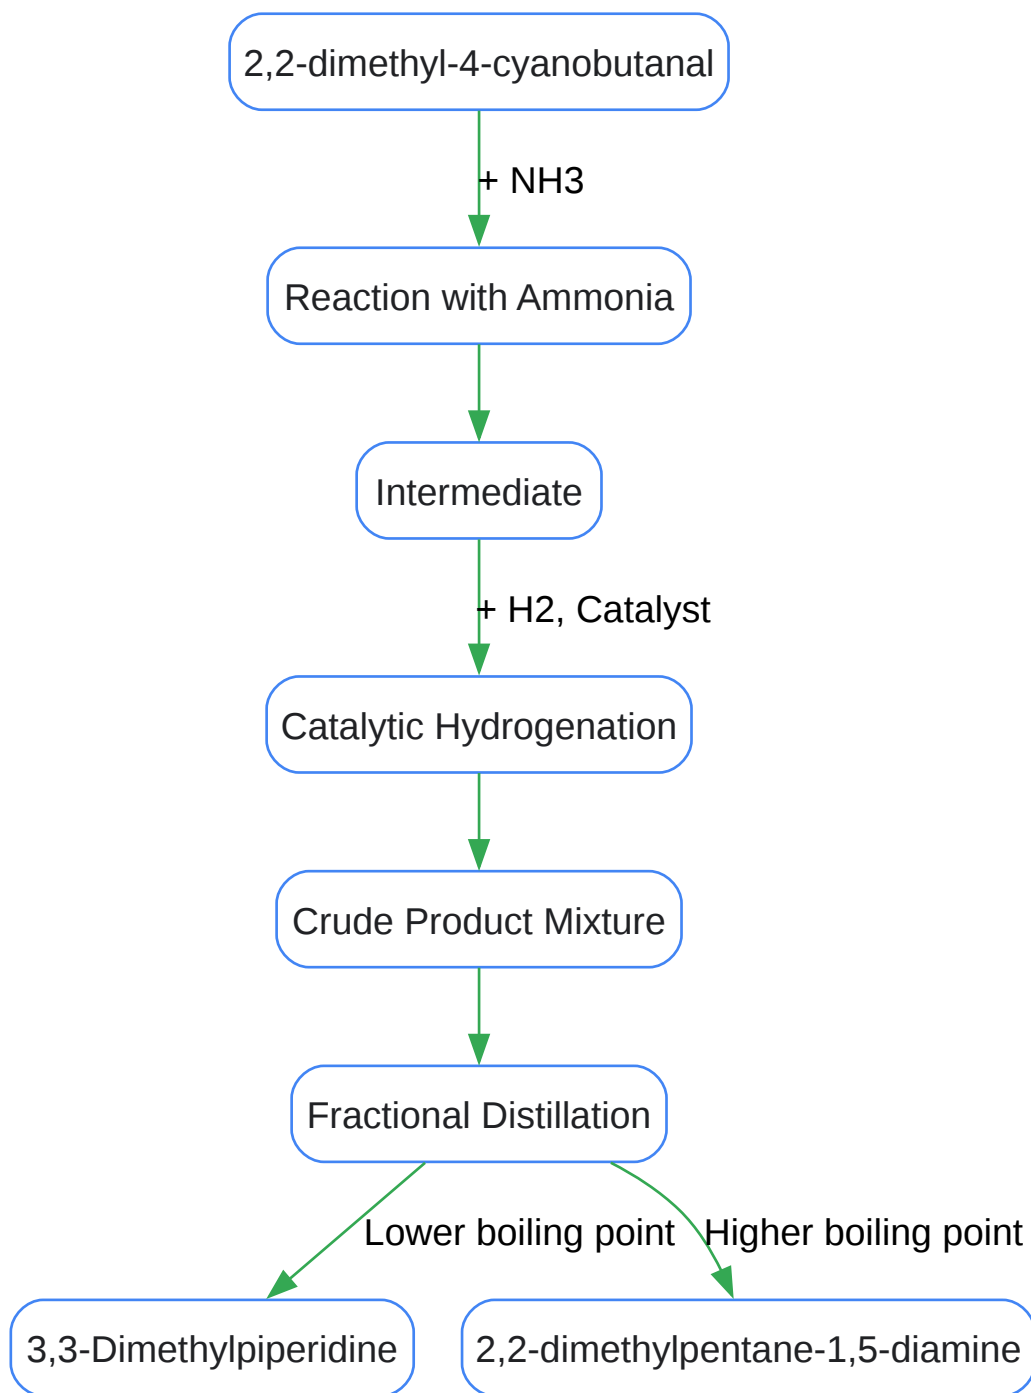 2,2-dimethyl-4-cyanobutanal
+ NH3
Reaction with Ammonia
Intermediate
+ H2, Catalyst
Catalytic Hydrogenation
Crude Product Mixture
Fractional Distillation
Lower boiling point
Higher boiling point
3,3-Dimethylpiperidine
2,2-dimethylpentane-1,5-diamine